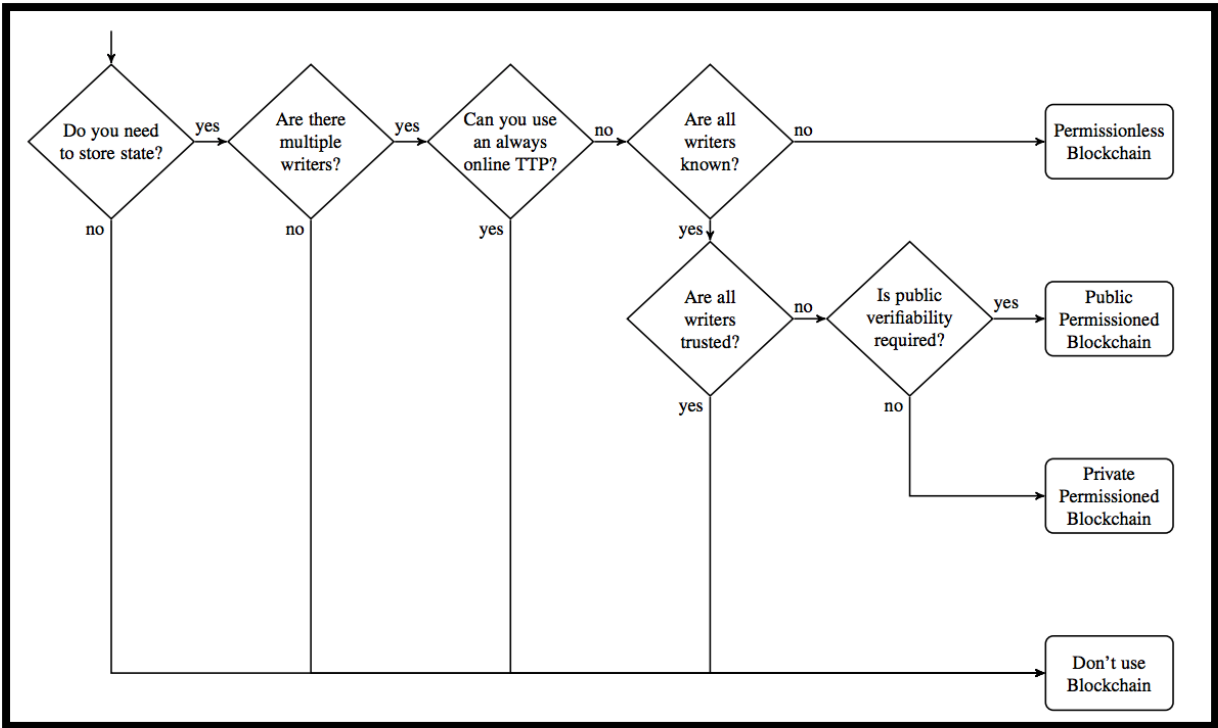 Do you need
to store state?
yes
no
Are there
multiple
writers?
yes
no
Can you use
an always
online TTP?
no
yes
Are all
writers
known?
no
yes
Permissionless
Blockchain
Are all
writers
trusted?
no
yes
Is public
verifiability
required?
yes
no
Public
Permissioned
Blockchain
Private
Permissioned
Blockchain
Don’t use
Blockchain